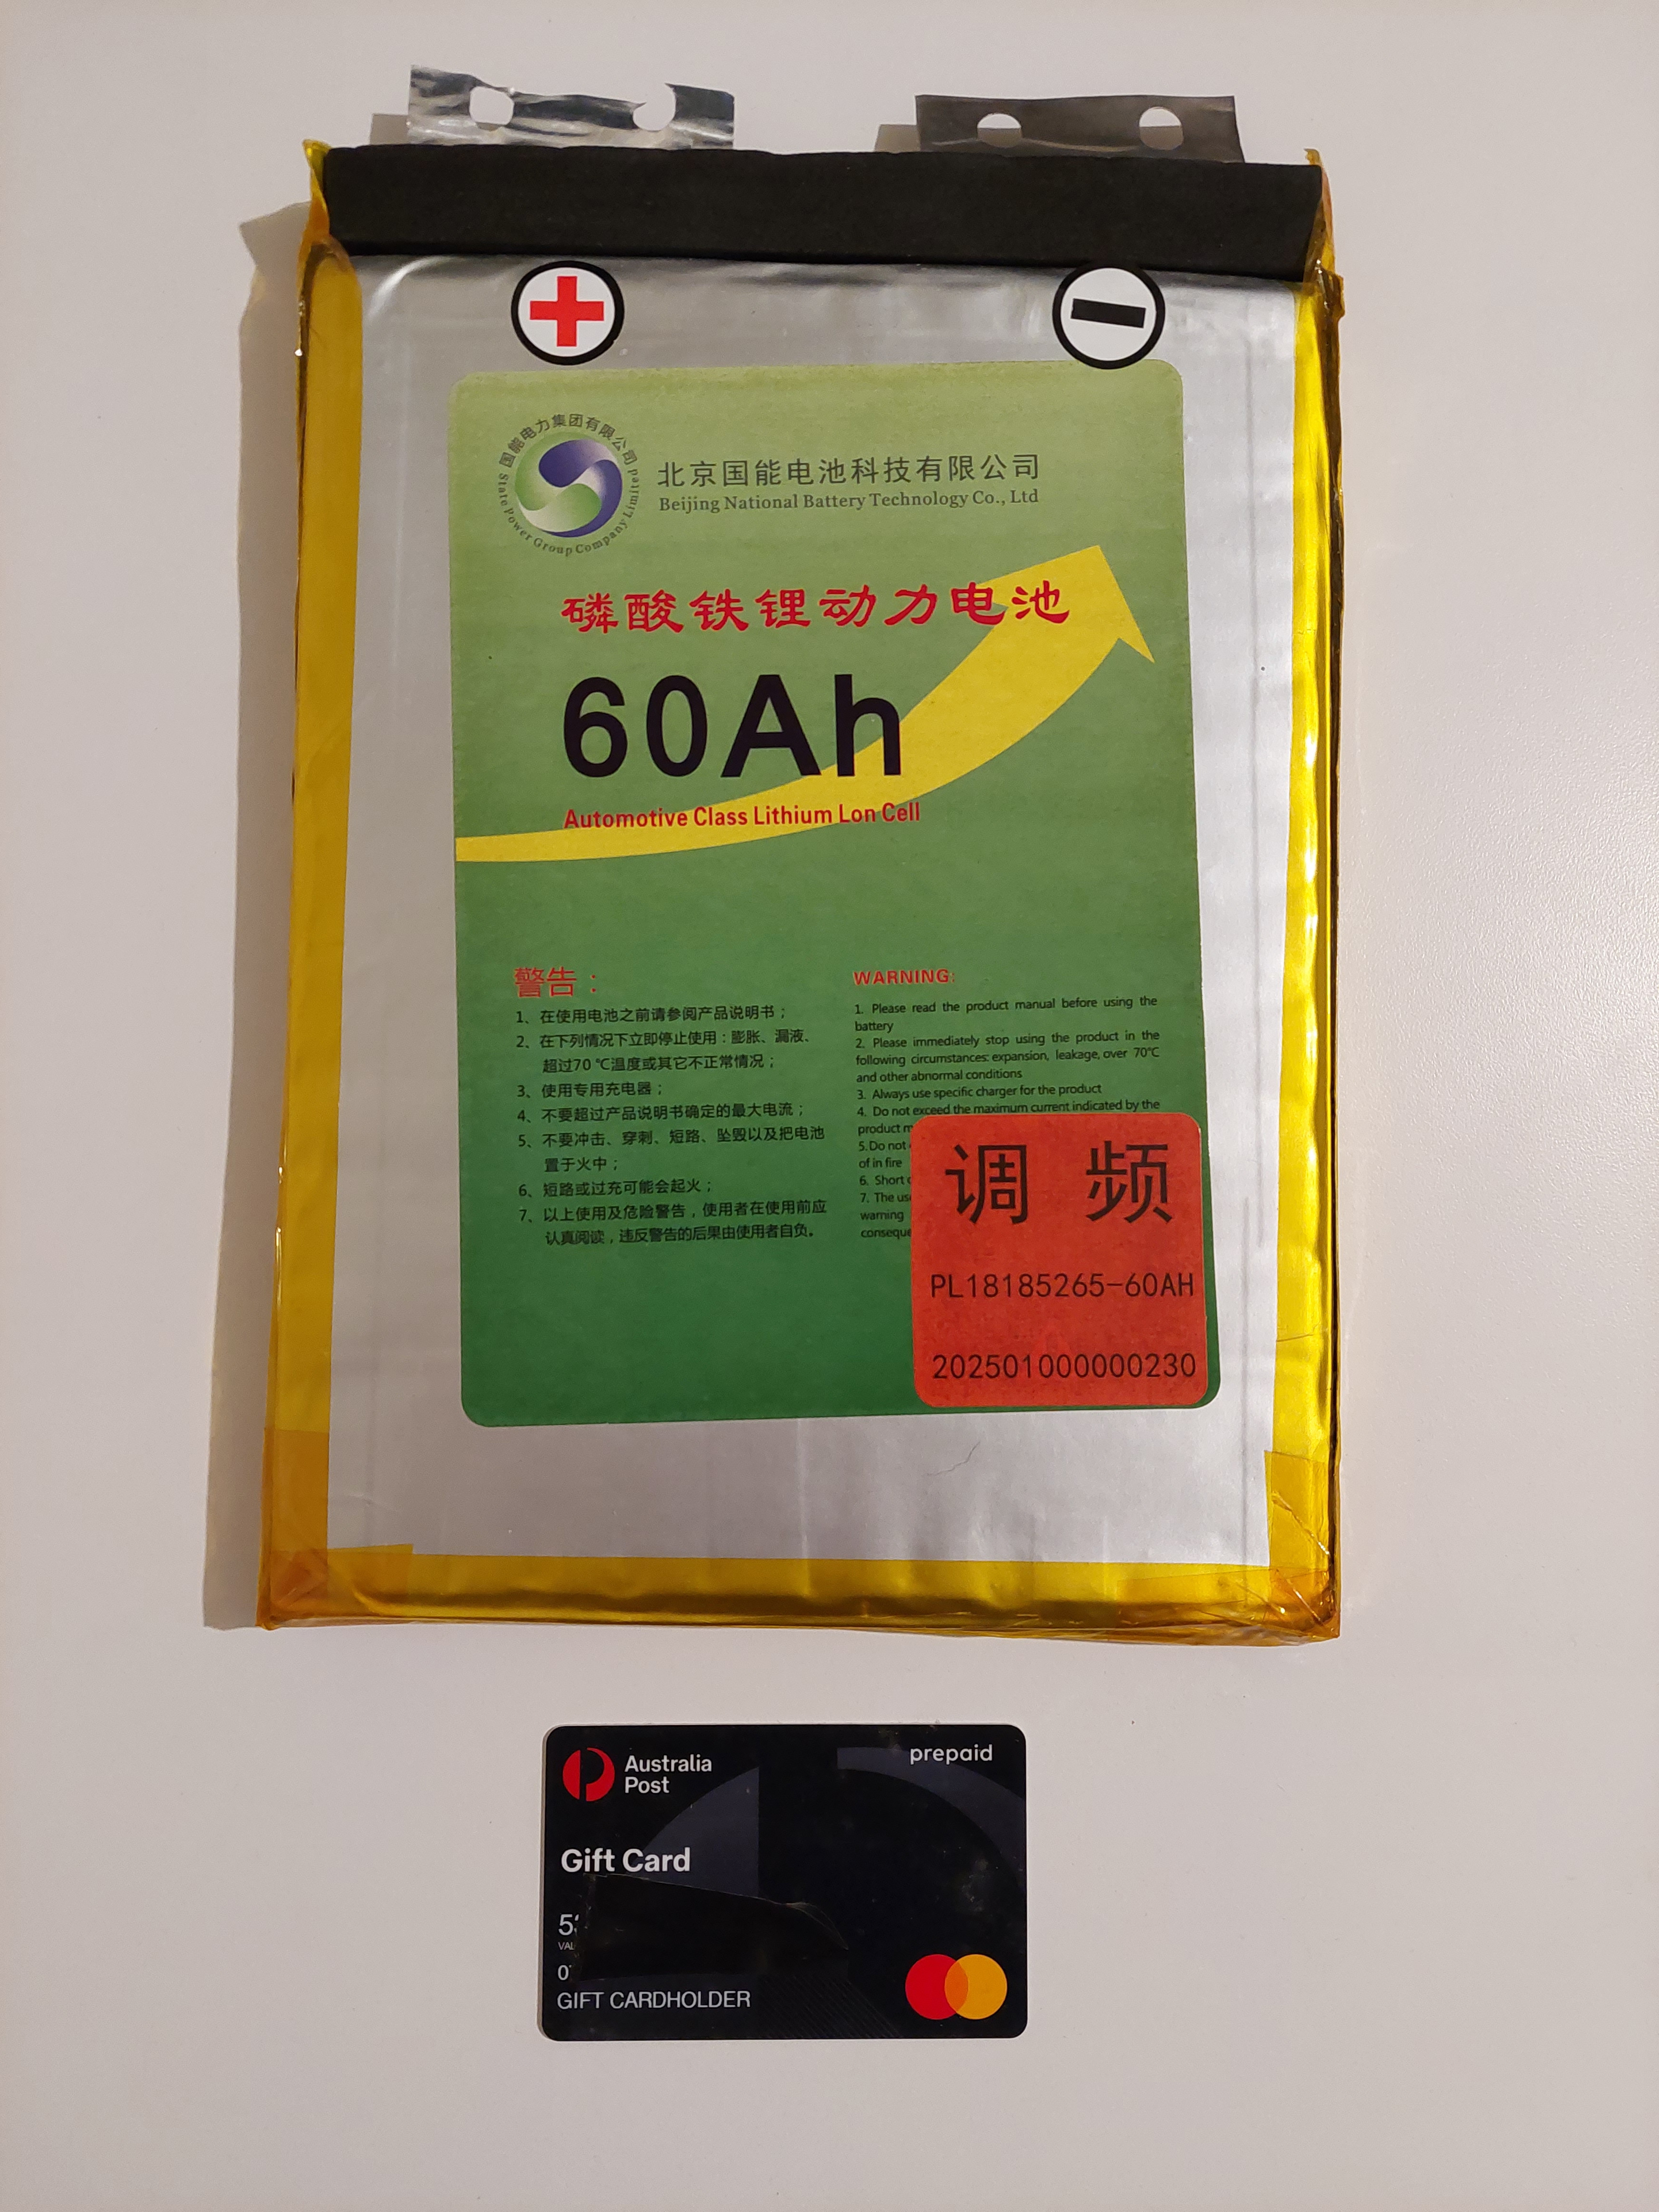 国能电力集团有限公司
State Power Group Company Limited
北京国能电池科技有限公司
Beijing National Battery Technology Co., Ltd
磷酸铁锂动力电池
60Ah
Automotive Class Lithium Lon Cell
警告：
1、在使用电池之前请参阅产品说明书；
2、在下列情况下立即停止使用：膨胀、漏液、
超过70℃温度或其它不正常情况；
3、使用专用充电器；
4、不要超过产品说明书确定的最大电流；
5、不要冲击、穿刺、短路、坠毁以及把电池
置于火中；
6、短路或过充可能会起火；
7、以上使用及危险警告，使用者在使用前应
认真阅读，违反警告的后果由使用者自负。
WARNING:
1. Please read the product manual before using the
battery
2. Please immediately stop using the product in the
following circumstances: expansion, leakage, over 70℃
and other abnormal conditions
3. Always use specific charger for the product
4. Do not exceed the maximum current indicated by the
product
5. Do not
of in fire
6. Short
7. The
warning
调 频
PL18185265-60AH
202501000000230
Australia
Post
prepaid
Gift Card
GIFT CARDHOLDER